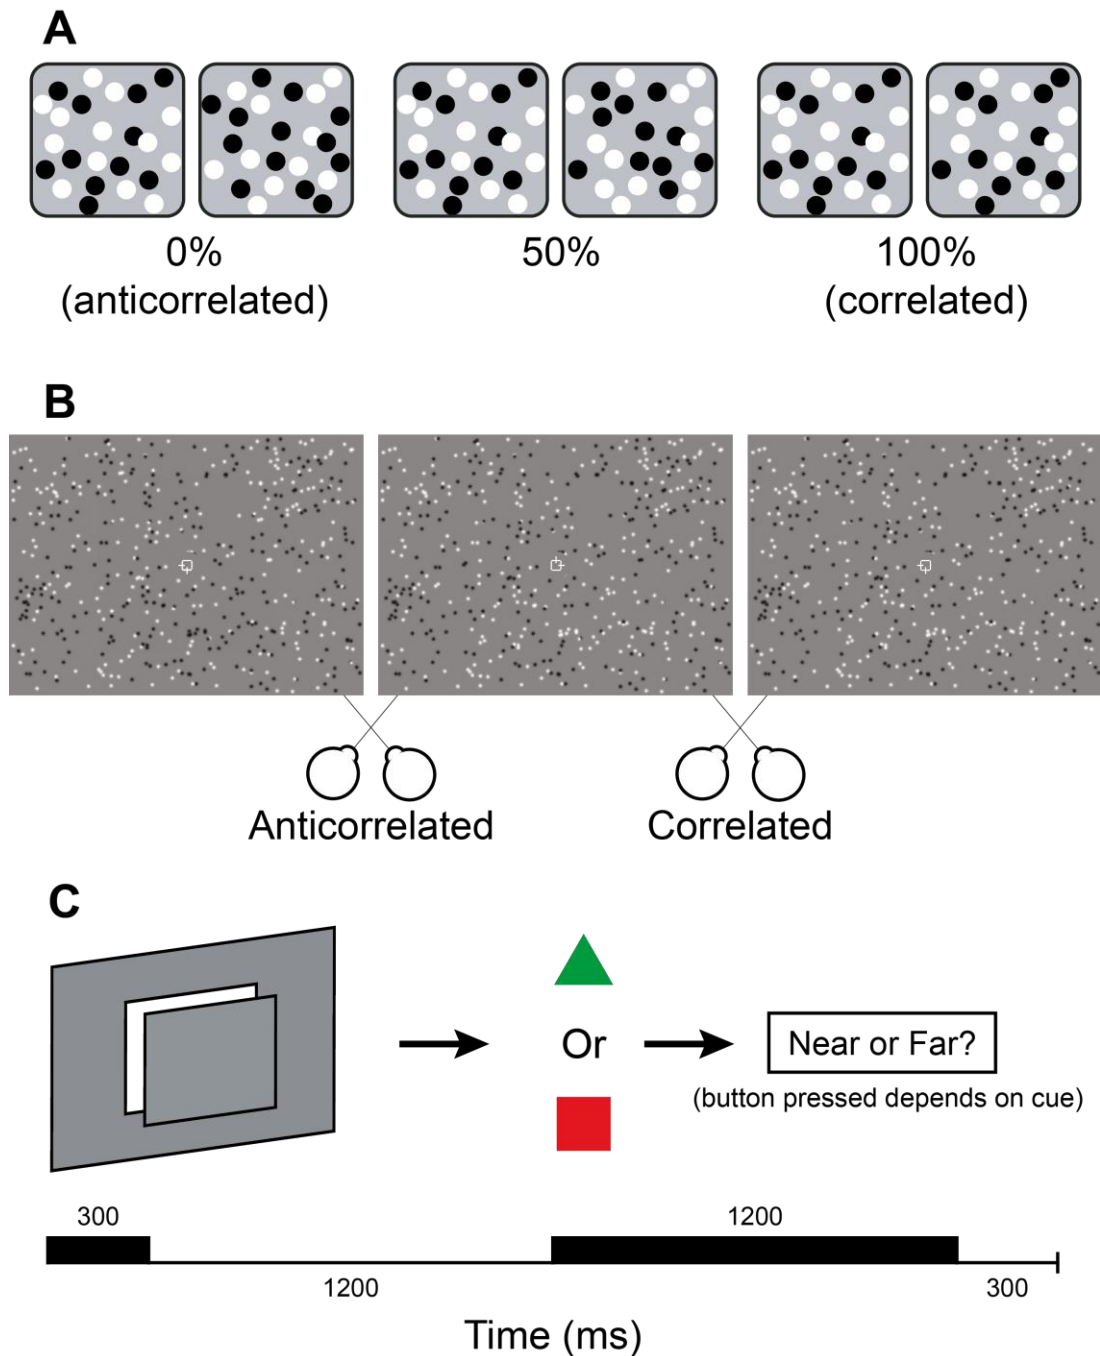 A
0%
(anticorrelated)
50%
100%
(correlated)
B
Anticorrelated
Correlated
C
Or
Near or Far?
(button pressed depends on cue)
300
1200
1200
300
Time (ms)